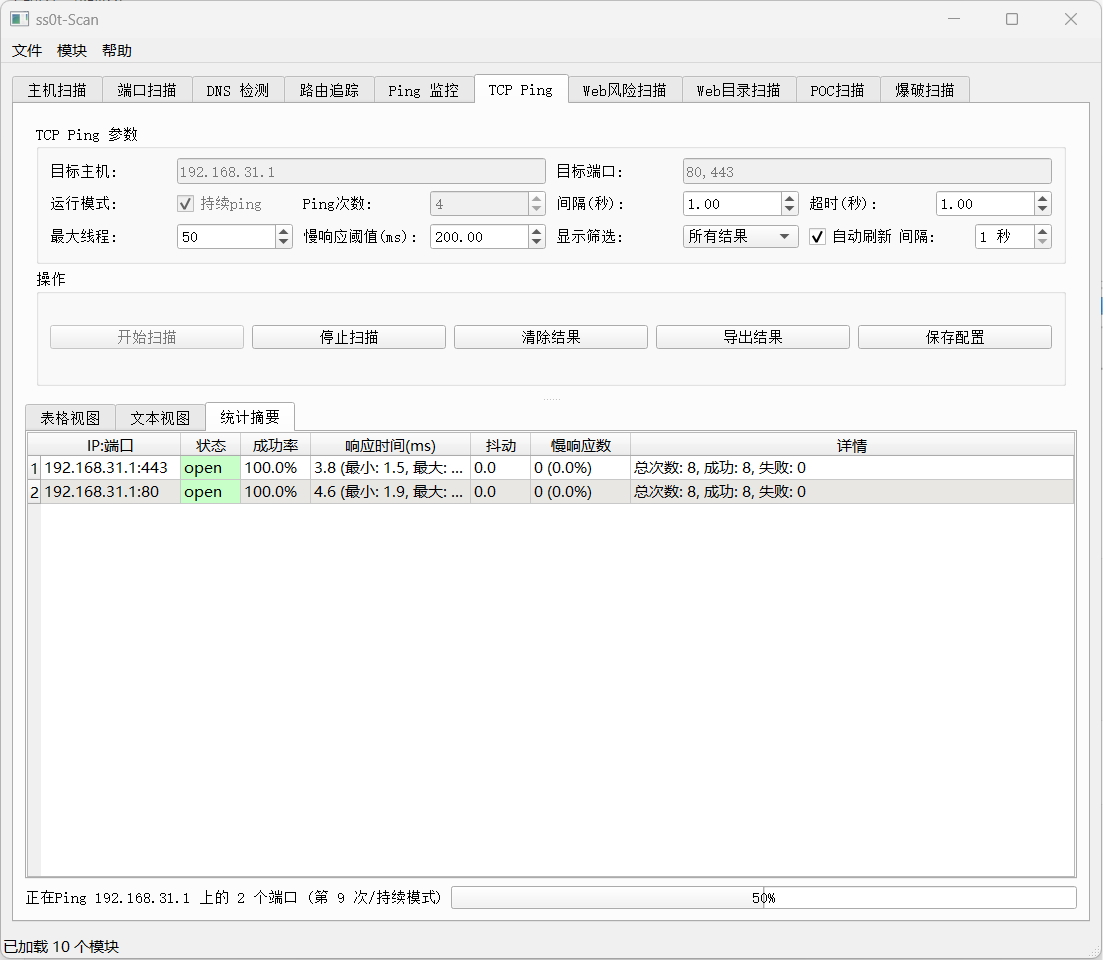 ss0t-Scan
文件 模块 帮助
主机扫描 端口扫描 DNS 检测 路由追踪 Ping 监控 TCP Ping Web风险扫描 Web目录扫描 POC扫描 爆破扫描
TCP Ping 参数
目标主机: 192.168.31.1 目标端口: 80,443
运行模式: 持续ping Ping次数: 4 间隔(秒): 1.00 超时(秒): 1.00
最大线程: 50 慢响应阈值(ms): 200.00 显示筛选: 所有结果 自动刷新 间隔: 1 秒
操作
开始扫描 停止扫描 清除结果 导出结果 保存配置
表格视图 文本视图 统计摘要
IP:端口 状态 成功率 响应时间(ms) 抖动 慢响应数 详情
1 192.168.31.1:443 open 100.0% 3.8 (最小: 1.5, 最大: ... 0.0 0 (0.0%) 总次数: 8, 成功: 8, 失败: 0
2 192.168.31.1:80 open 100.0% 4.6 (最小: 1.9, 最大: ... 0.0 0 (0.0%) 总次数: 8, 成功: 8, 失败: 0
正在Ping 192.168.31.1 上的 2 个端口 (第 9 次/持续模式) 50%
已加载 10 个模块